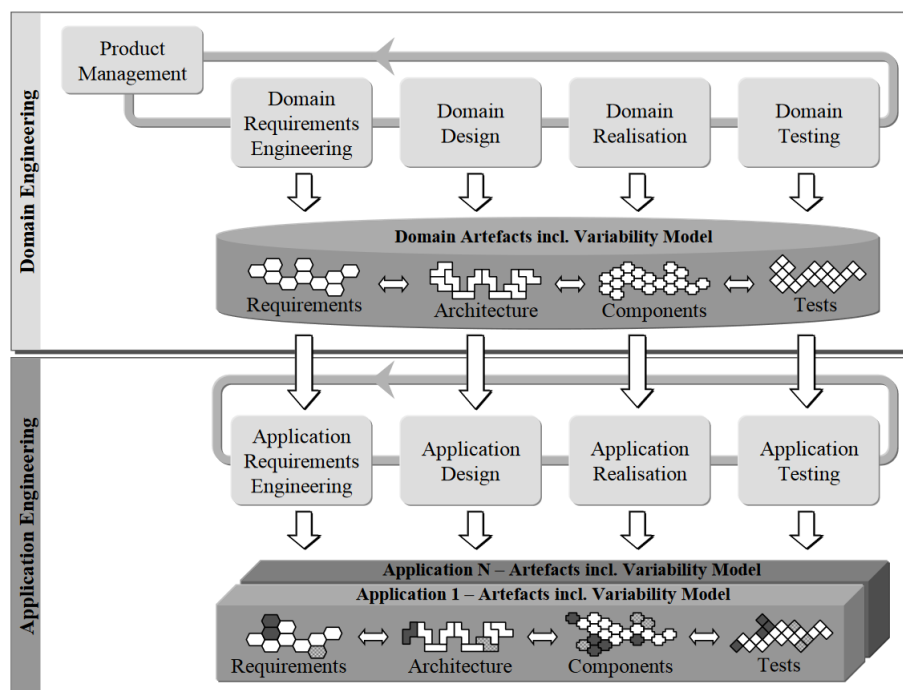 Domain Engineering
Product
Management
Domain
Requirements
Engineering
Domain
Design
Domain
Realisation
Domain
Testing
Domain Artefacts incl. Variability Model
Requirements
Architecture
Components
Tests
Application Engineering
Application
Requirements
Engineering
Application
Design
Application
Realisation
Application
Testing
Application N – Artefacts incl. Variability Model
Application 1 – Artefacts incl. Variability Model
Requirements
Architecture
Components
Tests